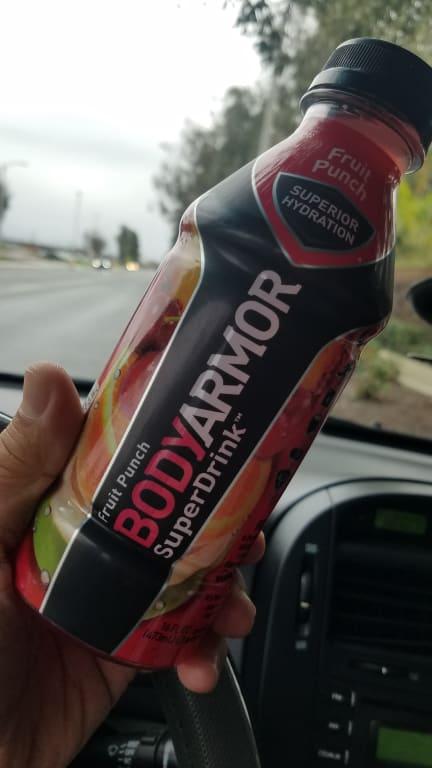 Fruit
Punch
SUPERIOR
HYDRATION
Fruit Punch
BODYARMOR
SuperDrink™